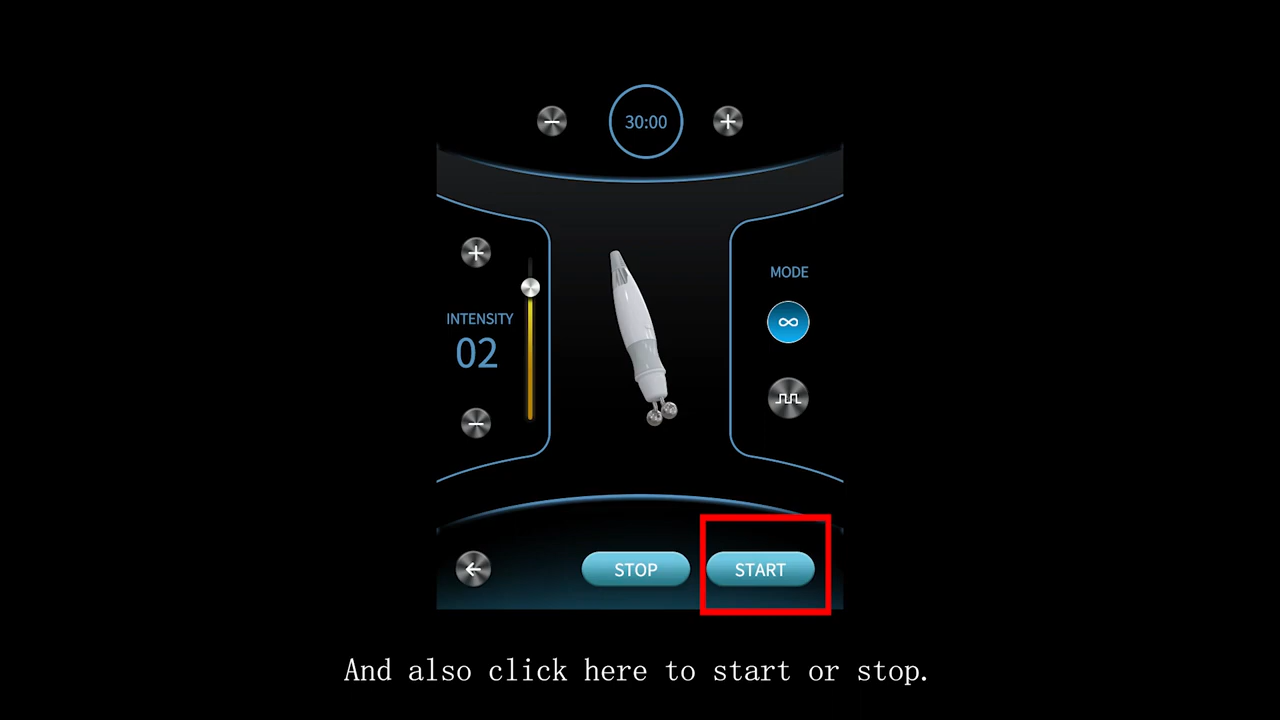 30:00
INTENSITY
02
MODE
STOP
START
And also click here to start or stop.